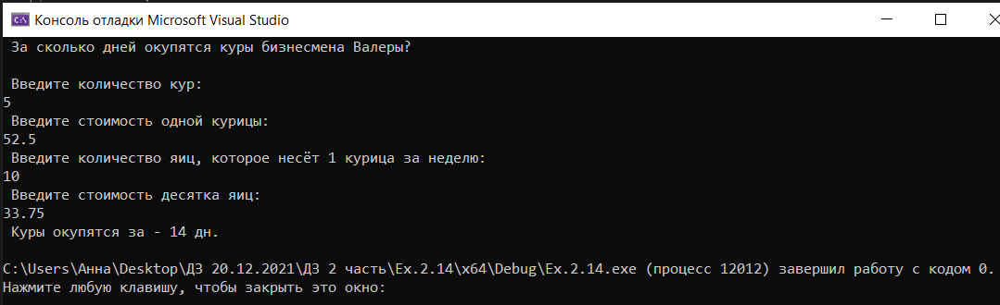 Консоль отладки Microsoft Visual Studio
За сколько дней окупятся куры бизнесмена Валеры?
Введите количество кур:
5
Введите стоимость одной курицы:
52.5
Введите количество яиц, которое несёт 1 курица за неделю:
10
Введите стоимость десятка яиц:
33.75
Куры окупятся за - 14 дн.
C:\Users\Анна\Desktop\ДЗ 20.12.2021\ДЗ 2 часть\Ex.2.14\x64\Debug\Ex.2.14.exe (процесс 12012) завершил работу с кодом 0.
Нажмите любую клавишу, чтобы закрыть это окно: